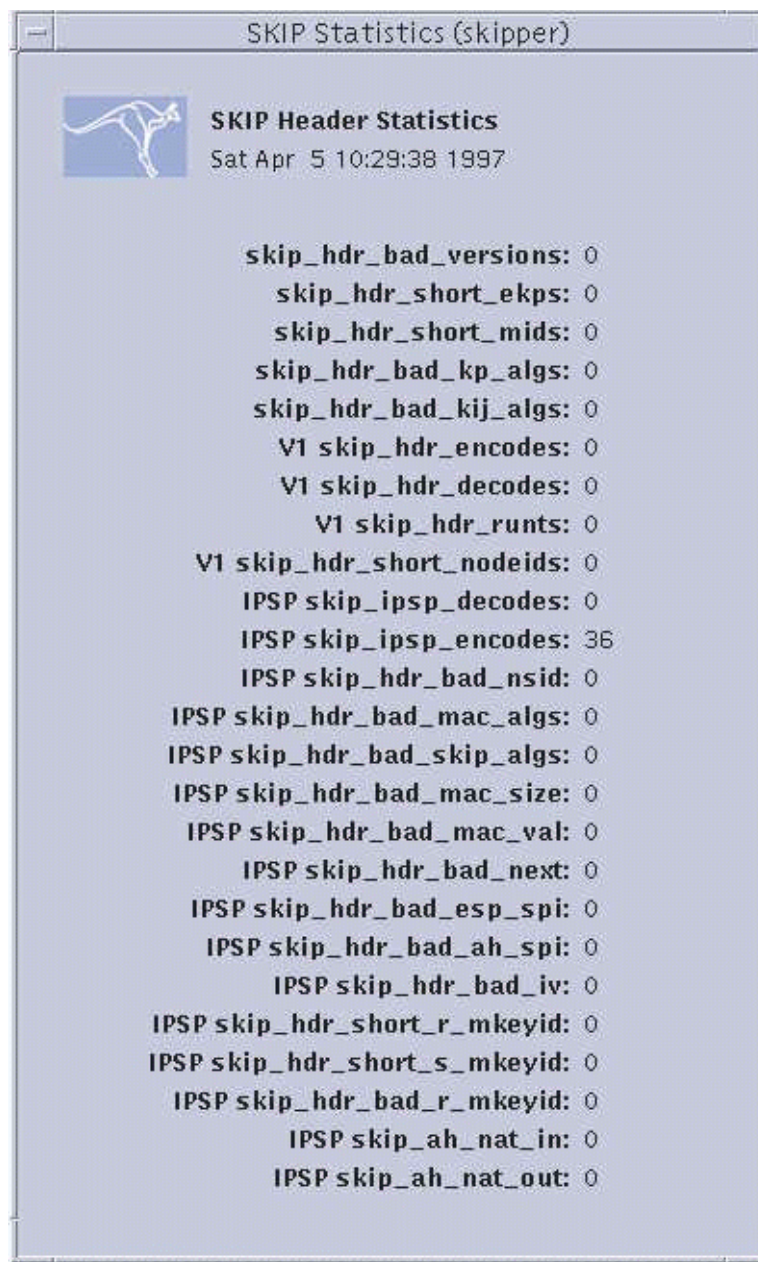 SKIP Statistics (skipper)
SKIP Header Statistics
Sat Apr 5 10:29:38 1997
skip_hdr_bad_versions: 0
skip_hdr_short_ekps: 0
skip_hdr_short_mids: 0
skip_hdr_bad_kp_algs: 0
skip_hdr_bad_kij_algs: 0
V1 skip_hdr_encodes: 0
V1 skip_hdr_decodes: 0
V1 skip_hdr_runts: 0
V1 skip_hdr_short_nodeids: 0
IPSP skip_ipsp_decodes: 0
IPSP skip_ipsp_encodes: 36
IPSP skip_hdr_bad_nsid: 0
IPSP skip_hdr_bad_mac_algs: 0
IPSP skip_hdr_bad_skip_algs: 0
IPSP skip_hdr_bad_mac_size: 0
IPSP skip_hdr_bad_mac_val: 0
IPSP skip_hdr_bad_next: 0
IPSP skip_hdr_bad_esp_spi: 0
IPSP skip_hdr_bad_ah_spi: 0
IPSP skip_hdr_bad_iv: 0
IPSP skip_hdr_short_r_mkeyid: 0
IPSP skip_hdr_short_s_mkeyid: 0
IPSP skip_hdr_bad_r_mkeyid: 0
IPSP skip_ah_nat_in: 0
IPSP skip_ah_nat_out: 0